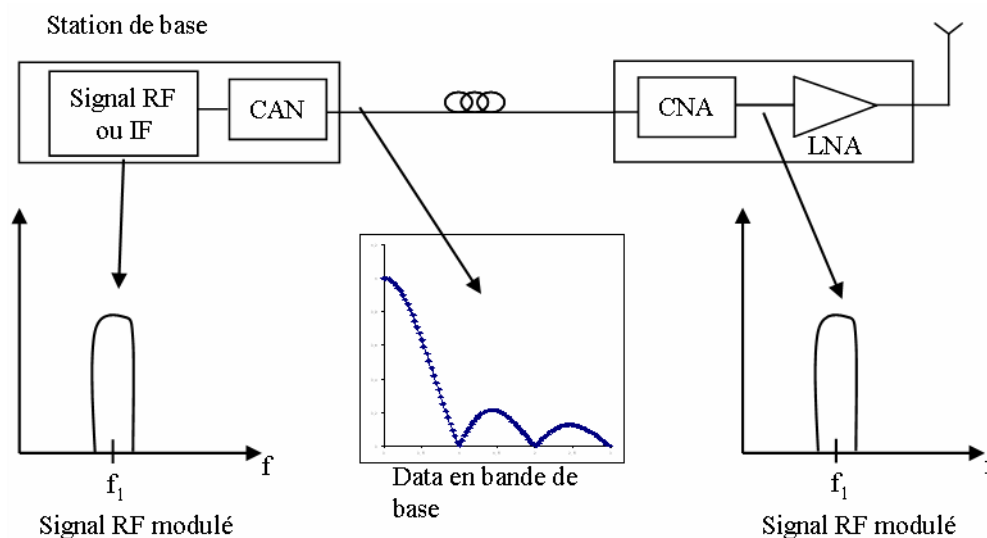 Station de base
Signal RF
ou IF
CAN
CNA
LNA
f
f₁
Signal RF modulé
Data en bande de
base
f
f₁
Signal RF modulé